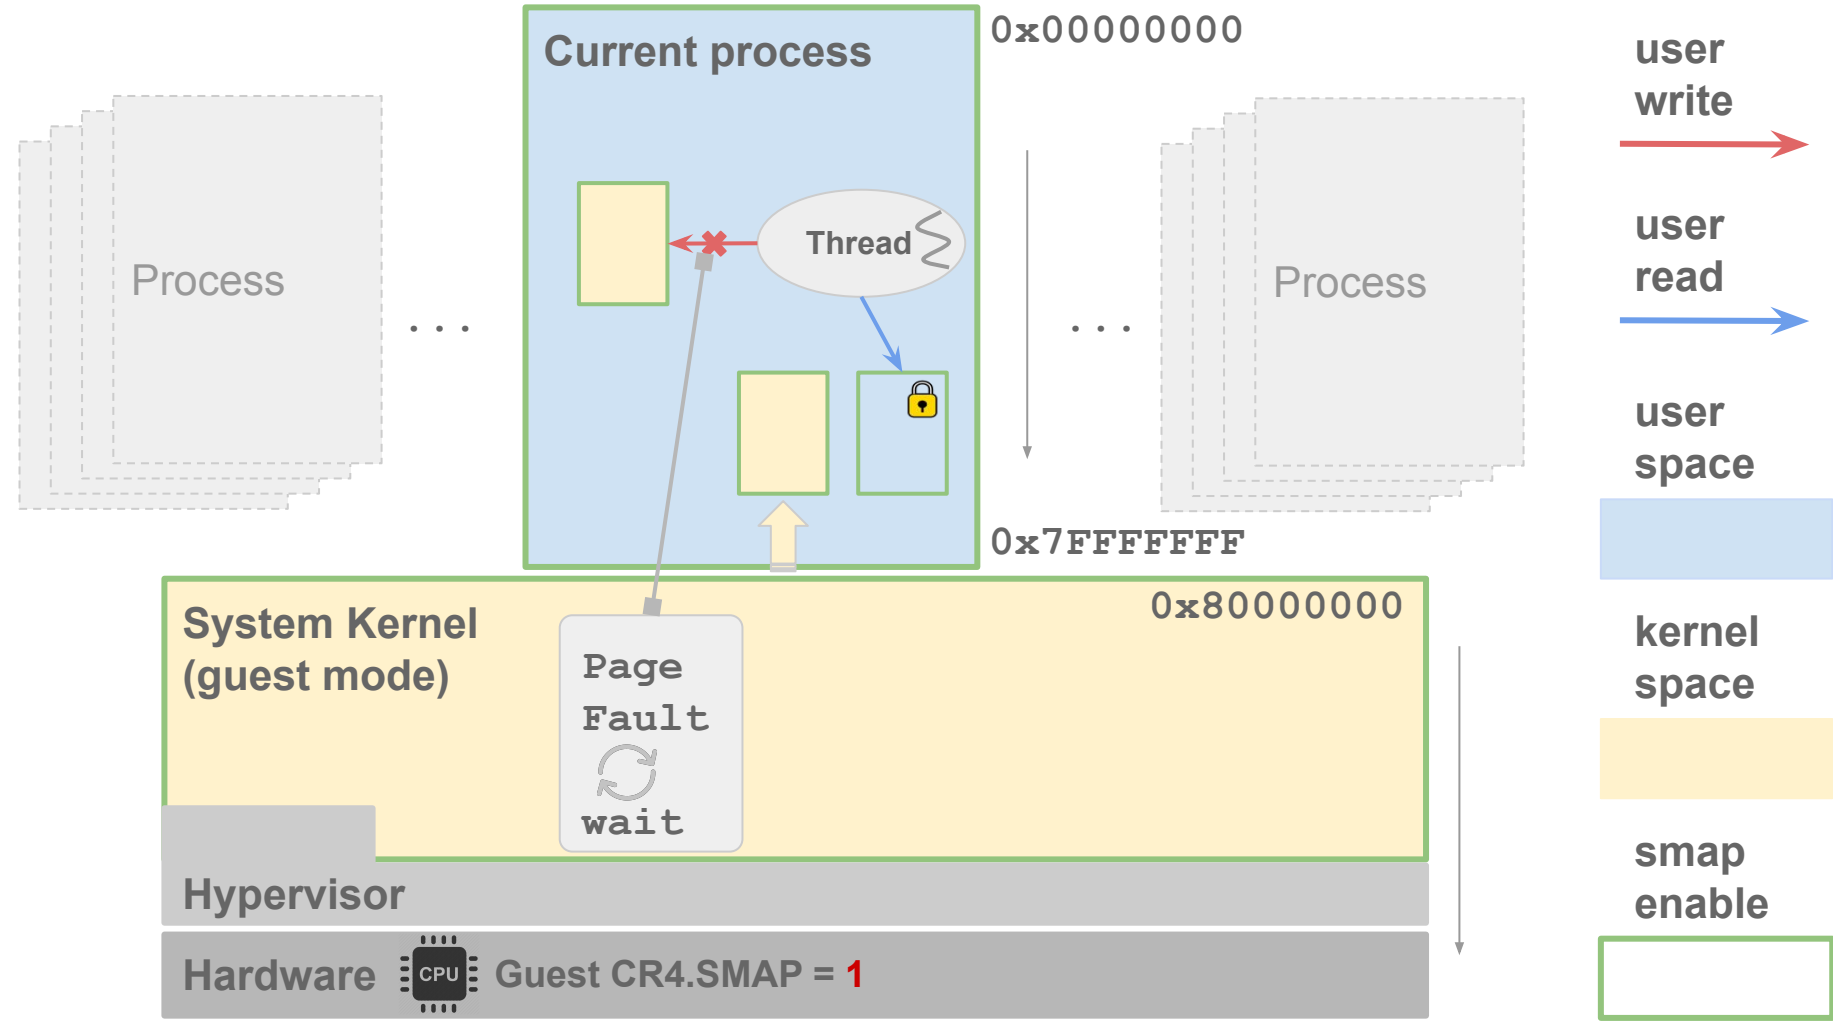 Current process
0x00000000
Process
. . .
Thread
. . .
Process
0x7FFFFFFF
System Kernel
(guest mode)
0x80000000
Page
Fault
wait
Hypervisor
Hardware
CPU
Guest CR4.SMAP = 1
user
write
user
read
user
space
kernel
space
smap
enable